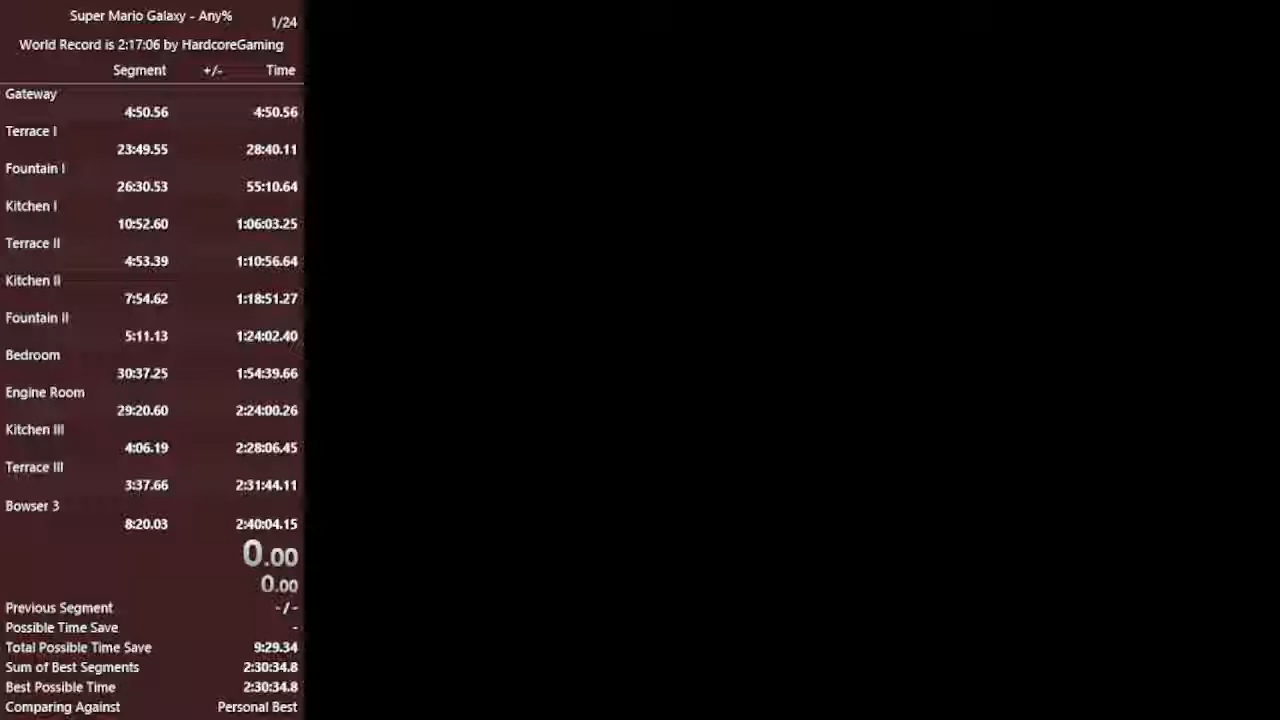 Super Mario Galaxy - Any%
1/24
World Record is 2:17:06 by HardcoreGaming
Segment +/- Time
Gateway
4:50.56 4:50.56
Terrace I
23:49.55 28:40.11
Fountain I
26:30.53 55:10.64
Kitchen I
10:52.60 1:06:03.25
Terrace II
4:53.39 1:10:56.64
Kitchen II
7:54.62 1:18:51.27
Fountain II
5:11.13 1:24:02.40
Bedroom
30:37.25 1:54:39.66
Engine Room
29:20.60 2:24:00.26
Kitchen III
4:06.19 2:28:06.45
Terrace III
3:37.66 2:31:44.11
Bowser 3
8:20.03 2:40:04.15
0.00
0.00
Previous Segment - / -
Possible Time Save -
Total Possible Time Save 9:29.34
Sum of Best Segments 2:30:34.8
Best Possible Time 2:30:34.8
Comparing Against Personal Best